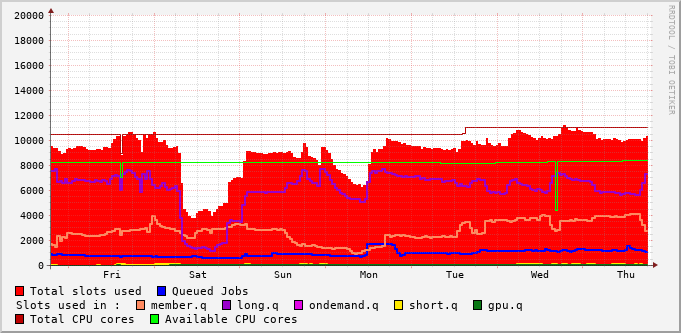 RRDTOOL / TOBI OETIKER
20000
18000
16000
14000
12000
10000
8000
6000
4000
2000
0
Fri Sat Sun Mon Tue Wed Thu
Total slots used Queued Jobs
Slots used in : member.q long.q ondemand.q short.q gpu.q
Total CPU cores Available CPU cores